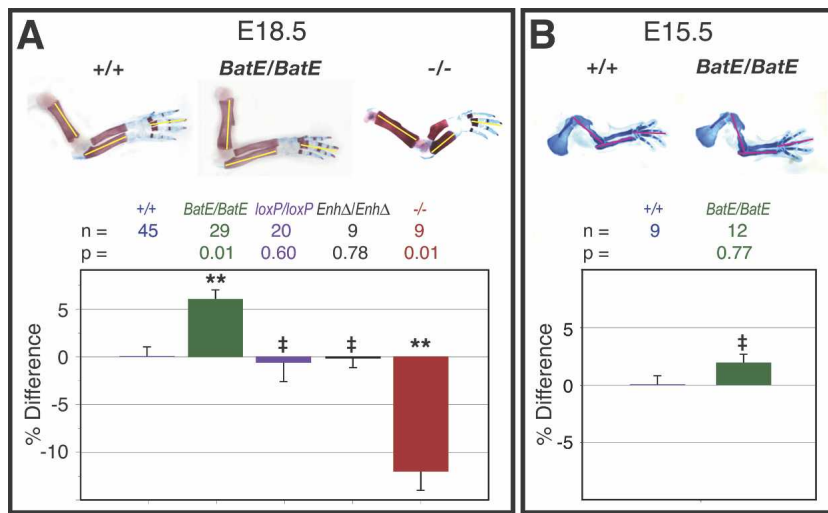 A
E18.5
+/+
BatE/BatE
-/-
+/+ BatE/BatE loxP/loxP EnhΔ/EnhΔ -/-
n = 45 29 20 9 9
p = 0.01 0.60 0.78 0.01
** ‡ ‡ **
% Difference
5
0
-5
-10
B
E15.5
+/+
BatE/BatE
+/+ BatE/BatE
n = 9 12
p = 0.77
‡
% Difference
5
0
-5